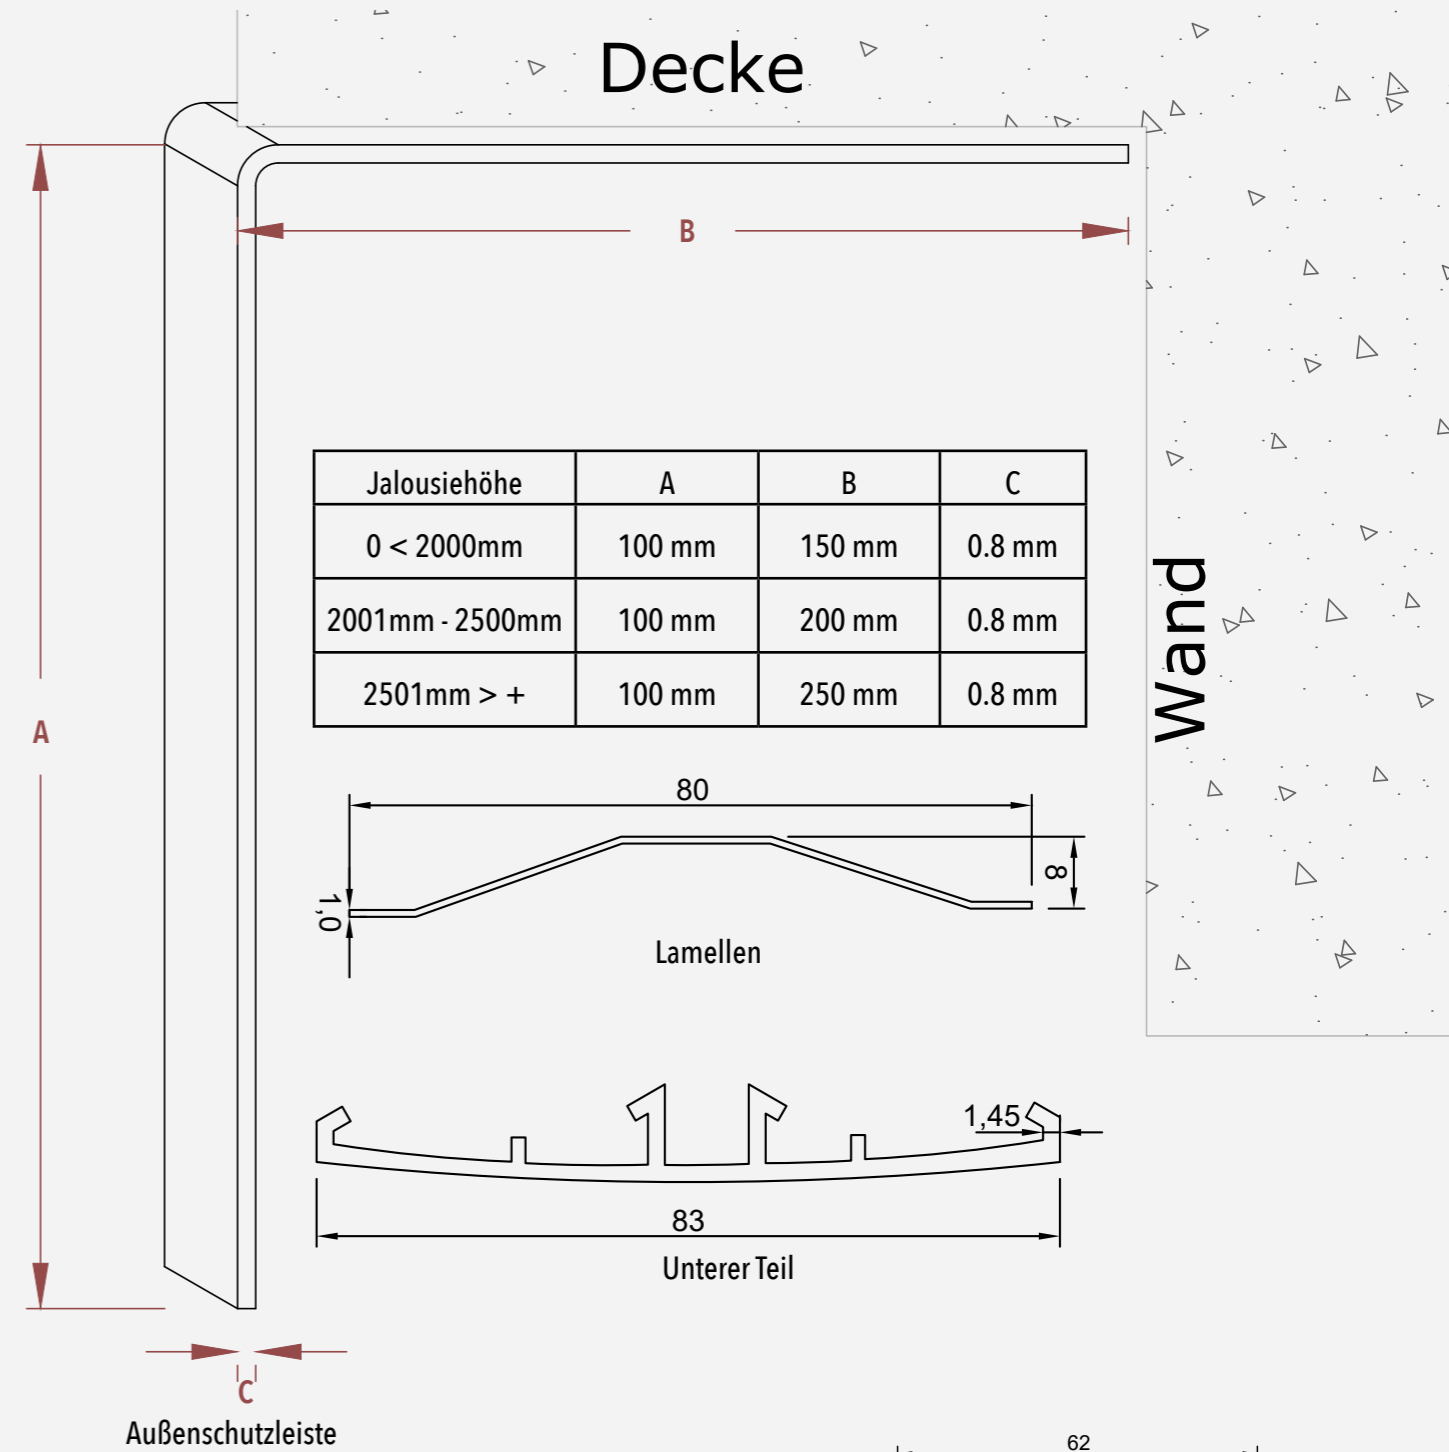 Decke
B
Jalousiehöhe A B C
0 < 2000mm 100 mm 150 mm 0.8 mm
2001mm - 2500mm 100 mm 200 mm 0.8 mm
2501mm > + 100 mm 250 mm 0.8 mm
Wand
A
80
8
1,0
Lamellen
1,45
83
Unterer Teil
C
Außenschutzleiste
62